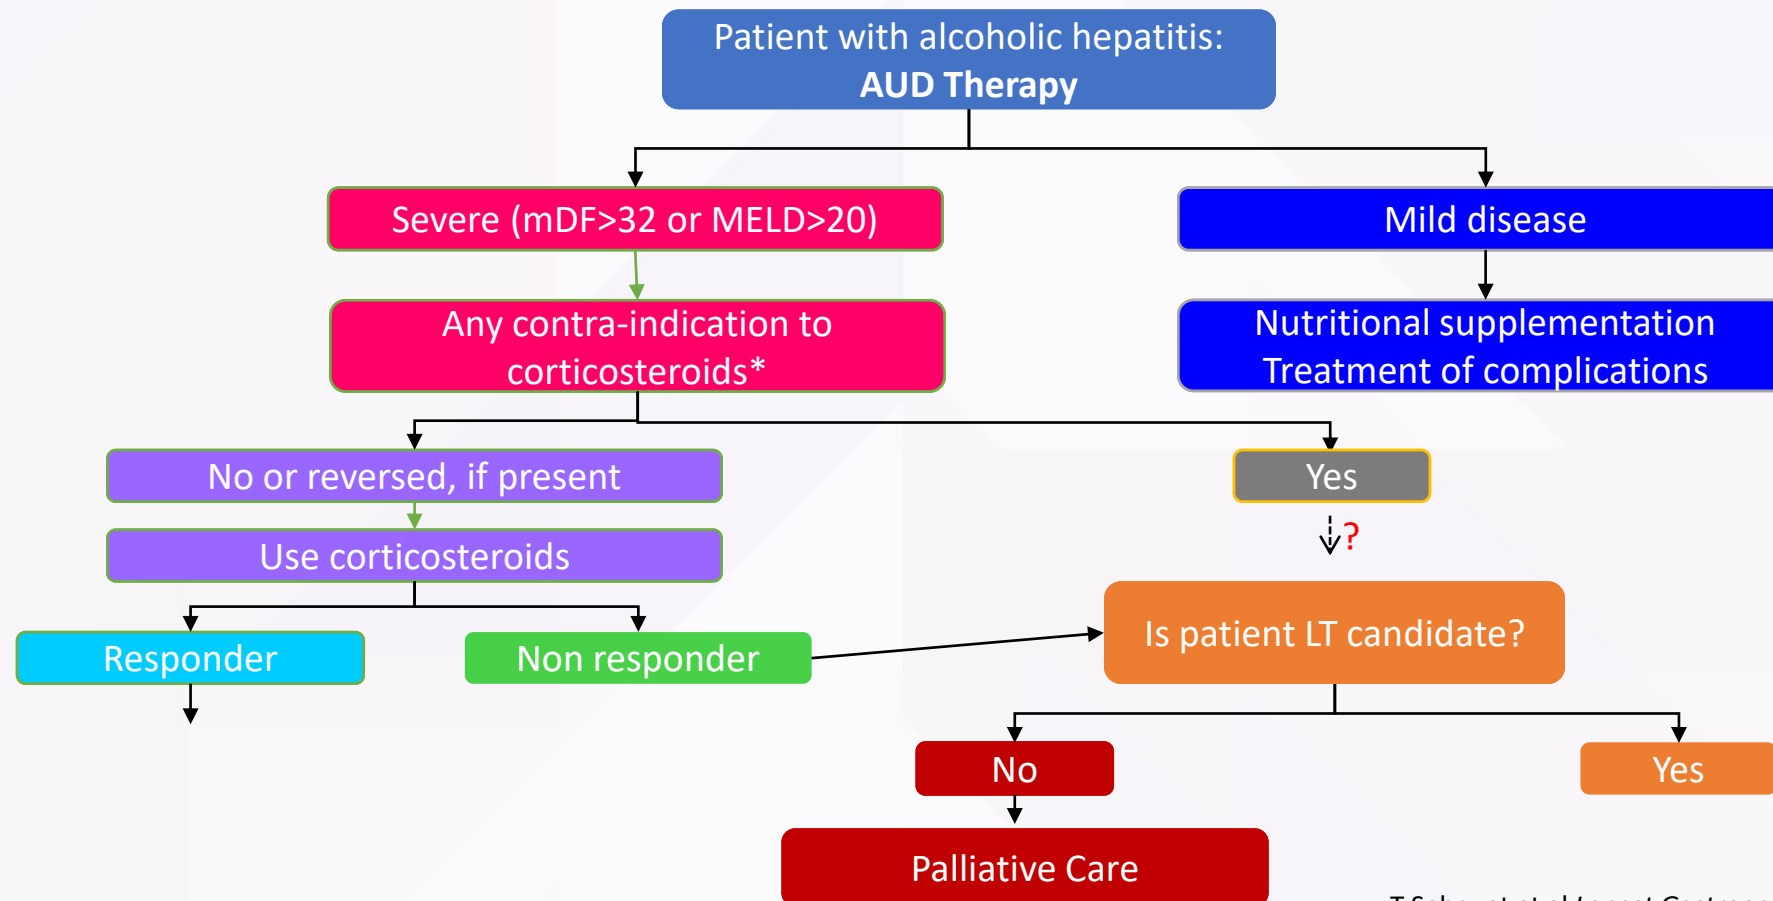 Patient with alcoholic hepatitis:
AUD Therapy
Severe (mDF>32 or MELD>20)
Mild disease
Any contra-indication to
corticosteroids*
Nutritional supplementation
Treatment of complications
No or reversed, if present
Yes
?
Use corticosteroids
Is patient LT candidate?
Responder
Non responder
No
Yes
Palliative Care